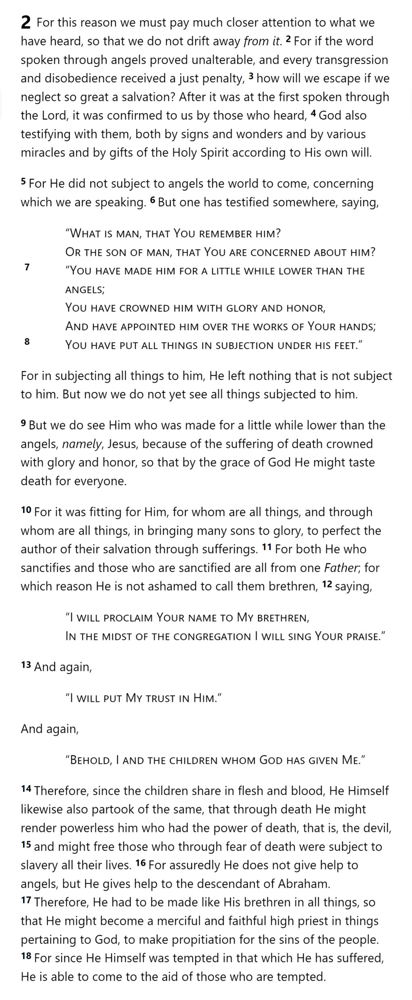 2 For this reason we must pay much closer attention to what we
have heard, so that we do not drift away from it. 2 For if the word
spoken through angels proved unalterable, and every transgression
and disobedience received a just penalty, 3 how will we escape if we
neglect so great a salvation? After it was at the first spoken through
the Lord, it was confirmed to us by those who heard, 4 God also
testifying with them, both by signs and wonders and by various
miracles and by gifts of the Holy Spirit according to His own will.
5 For He did not subject to angels the world to come, concerning
which we are speaking. 6 But one has testified somewhere, saying,
“What is man, that You remember him?
Or the son of man, that You are concerned about him?
7 “You have made him for a little while lower than the
angels;
You have crowned him with glory and honor,
And have appointed him over the works of Your hands;
8 You have put all things in subjection under his feet.”
For in subjecting all things to him, He left nothing that is not subject
to him. But now we do not yet see all things subjected to him.
9 But we do see Him who was made for a little while lower than the
angels, namely, Jesus, because of the suffering of death crowned
with glory and honor, so that by the grace of God He might taste
death for everyone.
10 For it was fitting for Him, for whom are all things, and through
whom are all things, in bringing many sons to glory, to perfect the
author of their salvation through sufferings. 11 For both He who
sanctifies and those who are sanctified are all from one Father; for
which reason He is not ashamed to call them brethren, 12 saying,
“I will proclaim Your name to My brethren,
In the midst of the congregation I will sing Your praise.”
13 And again,
“I will put My trust in Him.”
And again,
“Behold, I and the children whom God has given Me.”
14 Therefore, since the children share in flesh and blood, He Himself
likewise also partook of the same, that through death He might
render powerless him who had the power of death, that is, the devil,
15 and might free those who through fear of death were subject to
slavery all their lives. 16 For assuredly He does not give help to
angels, but He gives help to the descendant of Abraham.
17 Therefore, He had to be made like His brethren in all things, so
that He might become a merciful and faithful high priest in things
pertaining to God, to make propitiation for the sins of the people.
18 For since He Himself was tempted in that which He has suffered,
He is able to come to the aid of those who are tempted.